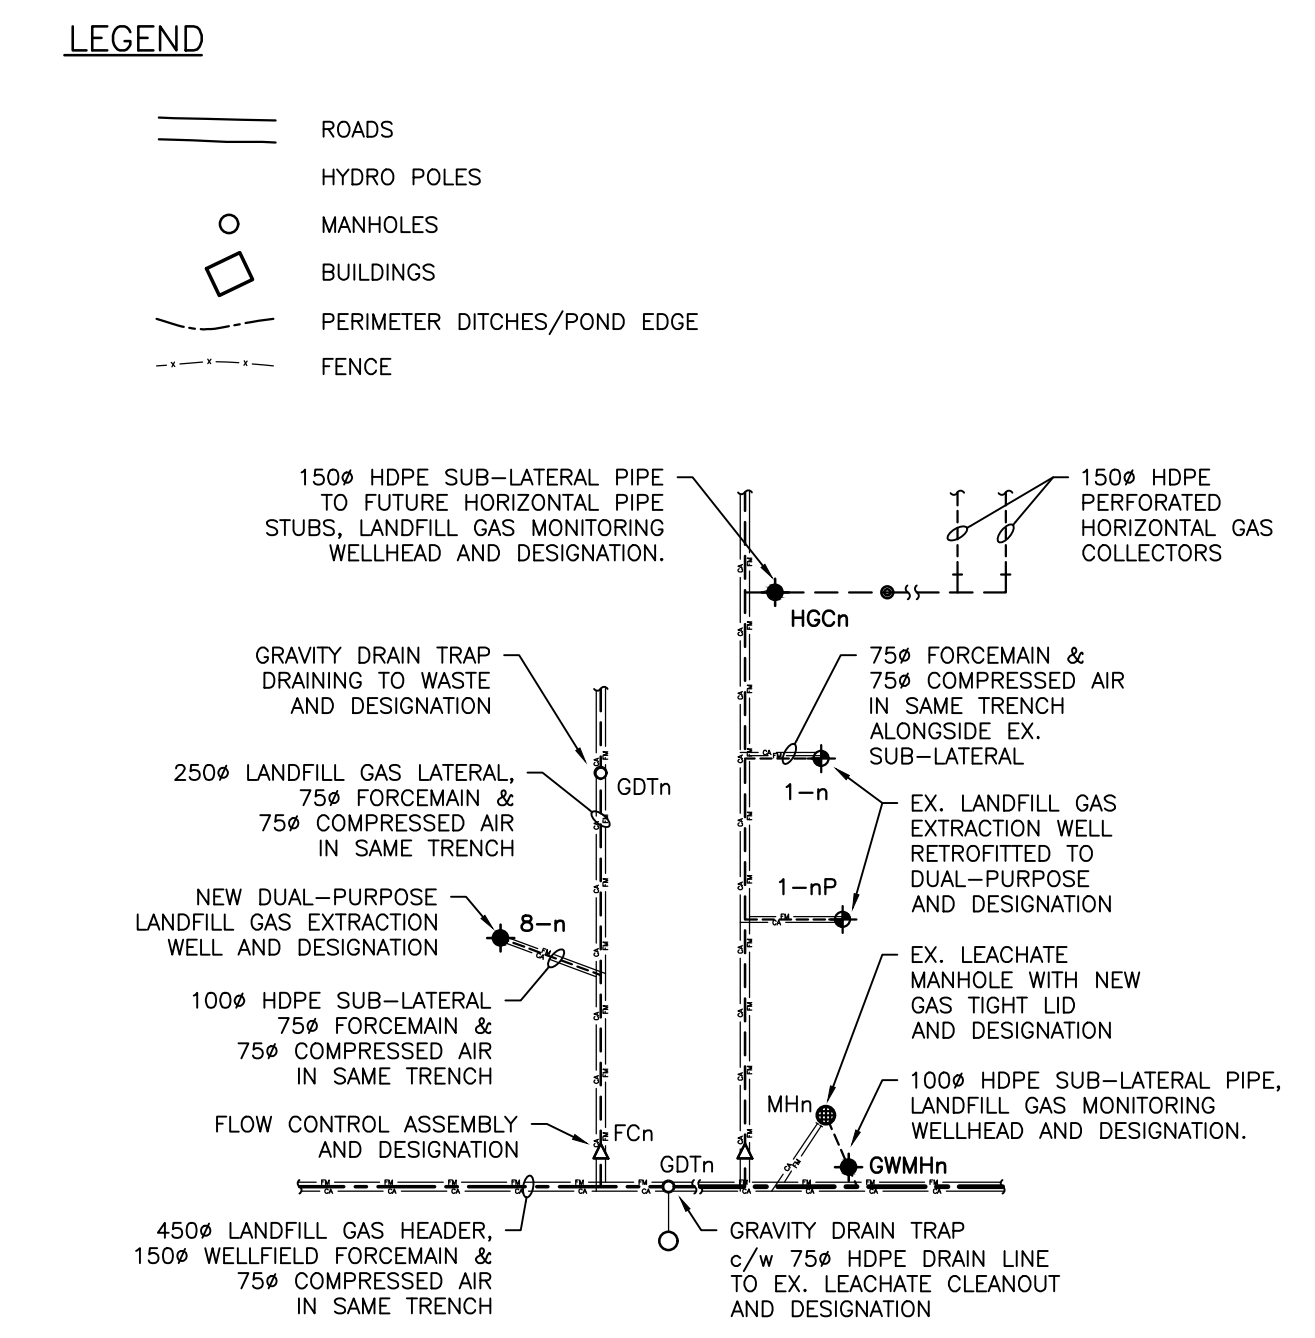 LEGEND
ROADS
HYDRO POLES
MANHOLES
BUILDINGS
PERIMETER DITCHES/POND EDGE
FENCE
150ø HDPE SUB-LATERAL PIPE
TO FUTURE HORIZONTAL PIPE
STUBS, LANDFILL GAS MONITORING
WELLHEAD AND DESIGNATION.
150ø HDPE
PERFORATED
HORIZONTAL GAS
COLLECTORS
HGCn
GRAVITY DRAIN TRAP
DRAINING TO WASTE
AND DESIGNATION
75ø FORCEMAIN &
75ø COMPRESSED AIR
IN SAME TRENCH
ALONGSIDE EX.
SUB-LATERAL
250ø LANDFILL GAS LATERAL,
75ø FORCEMAIN &
75ø COMPRESSED AIR
IN SAME TRENCH
GDTn
1-n
EX. LANDFILL GAS
EXTRACTION WELL
RETROFITTED TO
DUAL-PURPOSE
AND DESIGNATION
1-nP
NEW DUAL-PURPOSE
LANDFILL GAS EXTRACTION
WELL AND DESIGNATION
8-n
EX. LEACHATE
MANHOLE WITH NEW
GAS TIGHT LID
AND DESIGNATION
100ø HDPE SUB-LATERAL
75ø FORCEMAIN &
75ø COMPRESSED AIR
IN SAME TRENCH
100ø HDPE SUB-LATERAL PIPE,
LANDFILL GAS MONITORING
WELLHEAD AND DESIGNATION.
MHn
FLOW CONTROL ASSEMBLY
AND DESIGNATION
FCn
GDTn
GWMHn
450ø LANDFILL GAS HEADER,
150ø WELLFIELD FORCEMAIN &
75ø COMPRESSED AIR
IN SAME TRENCH
GRAVITY DRAIN TRAP
c/w 75ø HDPE DRAIN LINE
TO EX. LEACHATE CLEANOUT
AND DESIGNATION